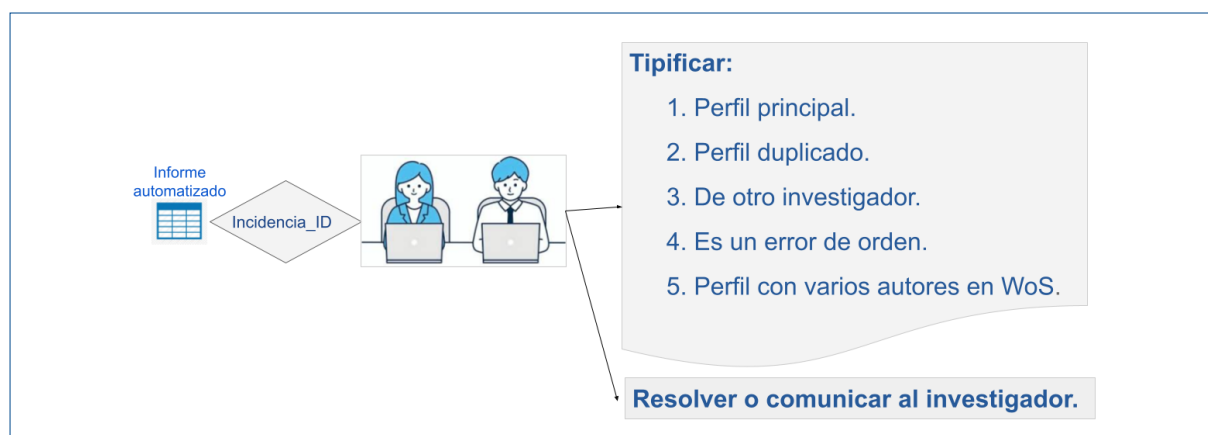 Informe
automatizado
Incidencia_ID
Tipificar:
1. Perfil principal.
2. Perfil duplicado.
3. De otro investigador.
4. Es un error de orden.
5. Perfil con varios autores en WoS.
Resolver o comunicar al investigador.